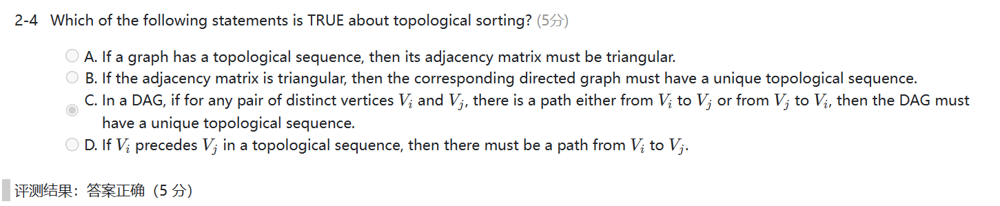 2-4 Which of the following statements is TRUE about topological sorting? (5分)
A. If a graph has a topological sequence, then its adjacency matrix must be triangular.
B. If the adjacency matrix is triangular, then the corresponding directed graph must have a unique topological sequence.
C. In a DAG, if for any pair of distinct vertices V_i and V_j, there is a path either from V_i to V_j or from V_j to V_i, then the DAG must
have a unique topological sequence.
D. If V_i precedes V_j in a topological sequence, then there must be a path from V_i to V_j.
评测结果：答案正确（5 分）